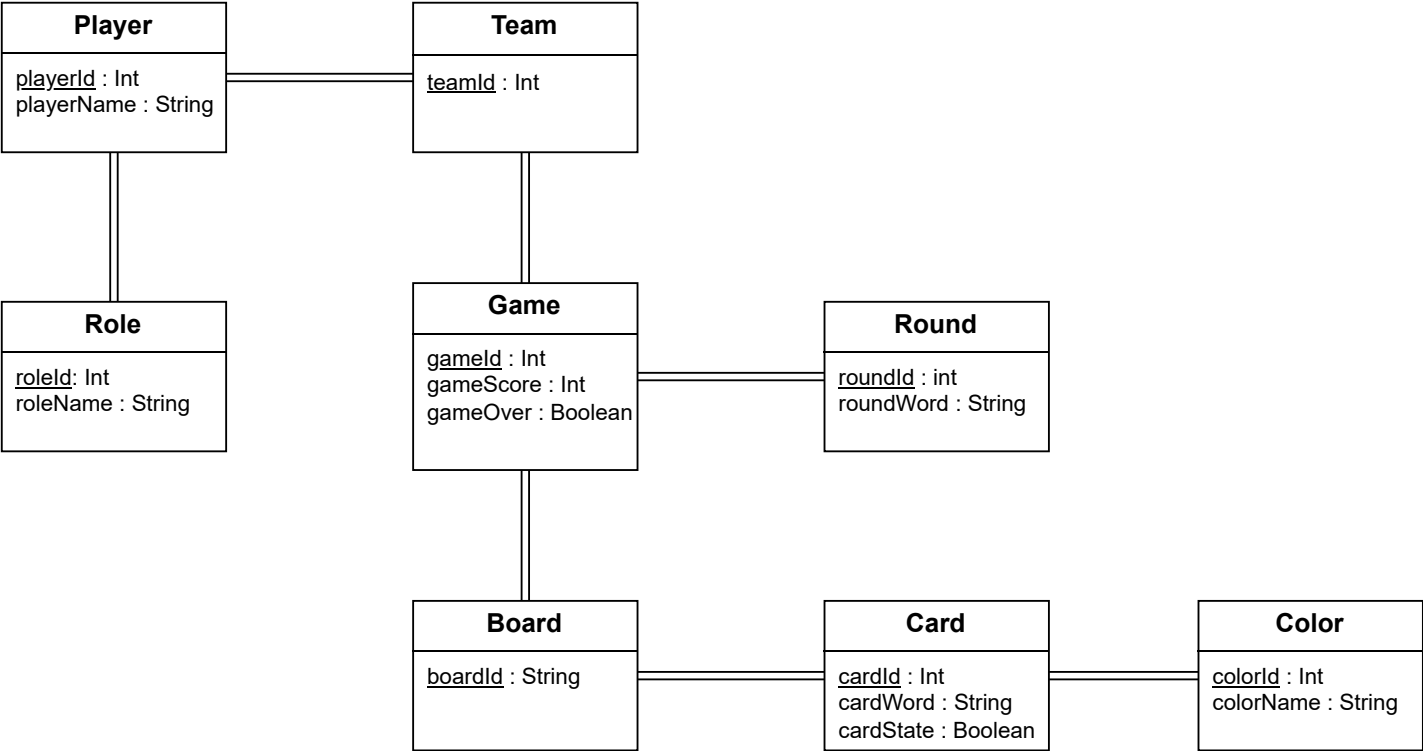 Player
playerId : Int
playerName : String
Team
teamId : Int
Role
roleId: Int
roleName : String
Game
gameId : Int
gameScore : Int
gameOver : Boolean
Round
roundId : int
roundWord : String
Board
boardId : String
Card
cardId : Int
cardWord : String
cardState : Boolean
Color
colorId : Int
colorName : String